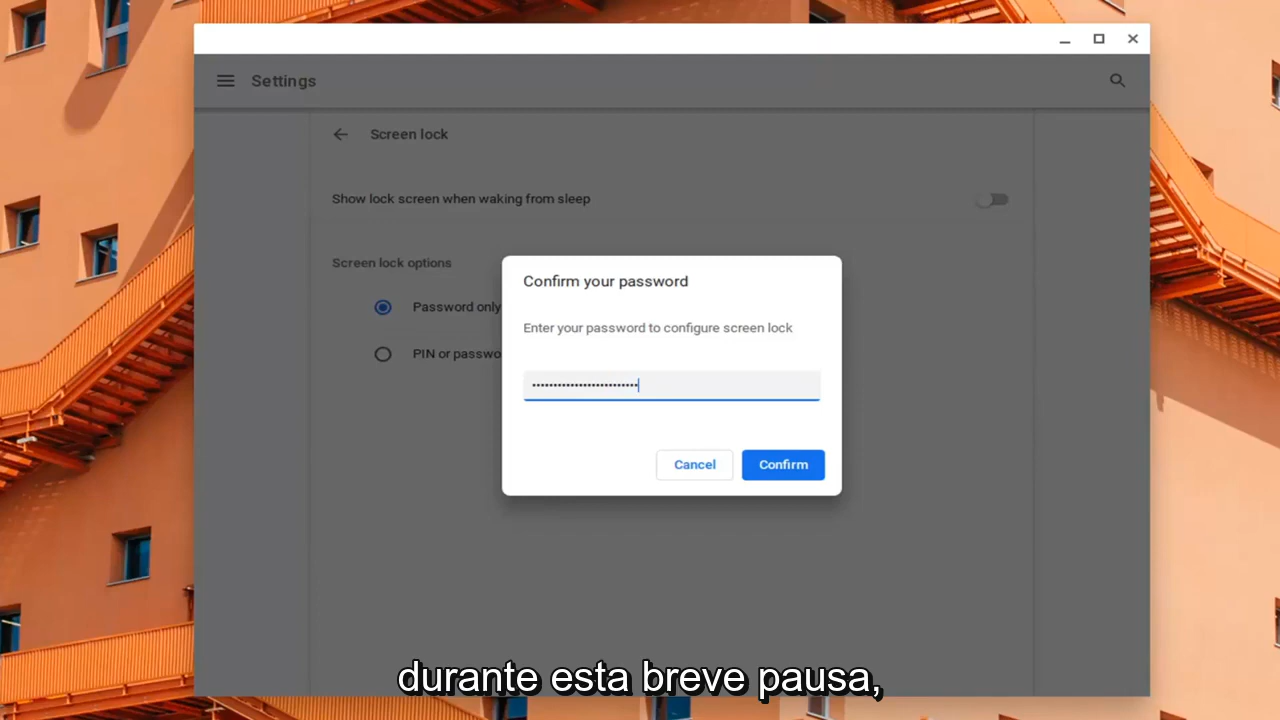 Settings
Screen lock
Show lock screen when waking from sleep
Screen lock options
Password only
PIN or passwo
Confirm your password
Enter your password to configure screen lock
••••••••••••••••••••••••••
Cancel
Confirm
durante esta breve pausa,